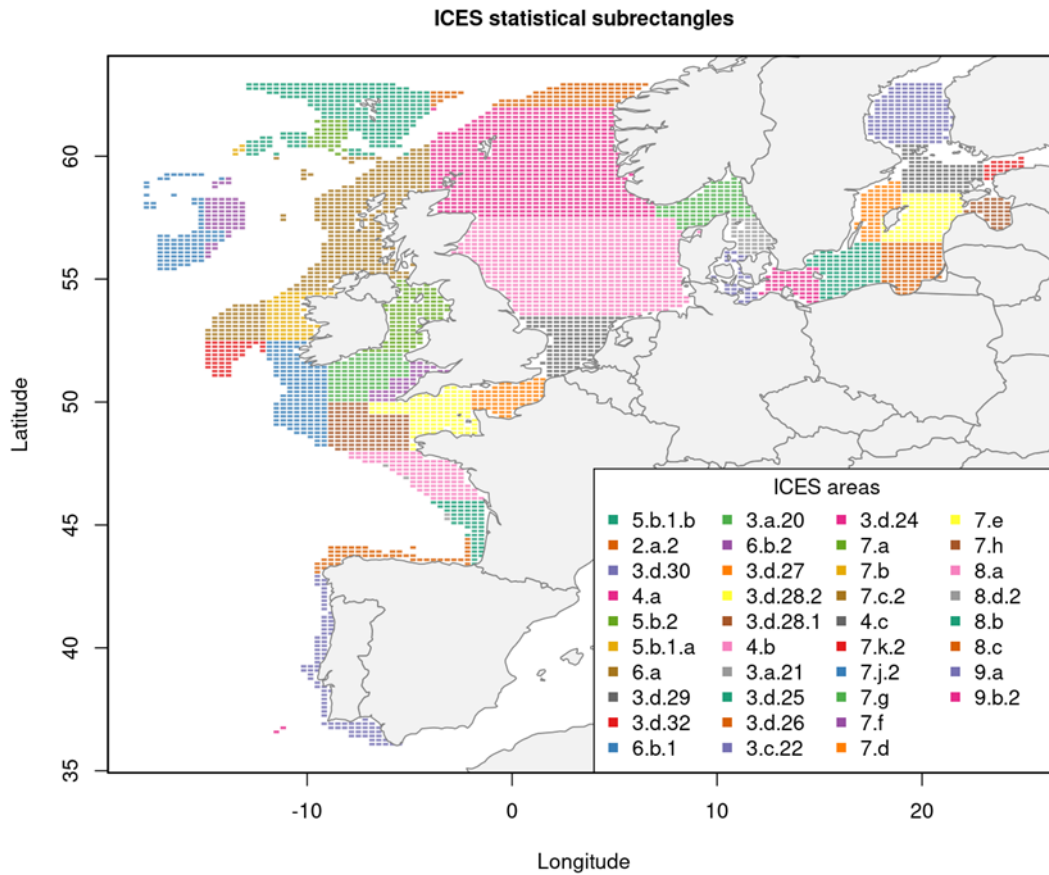 ICES statistical subrectangles
Latitude
60
55
50
45
40
35
-10 0 10 20
Longitude
ICES areas
5.b.1.b 3.a.20 3.d.24 7.e
2.a.2 6.b.2 7.a 7.h
3.d.30 3.d.27 7.b 8.a
4.a 3.d.28.2 7.c.2 8.d.2
5.b.2 3.d.28.1 4.c 8.b
5.b.1.a 4.b 7.k.2 8.c
6.a 3.a.21 7.j.2 9.a
3.d.29 3.d.25 7.g 9.b.2
3.d.32 3.d.26 7.f
6.b.1 3.c.22 7.d